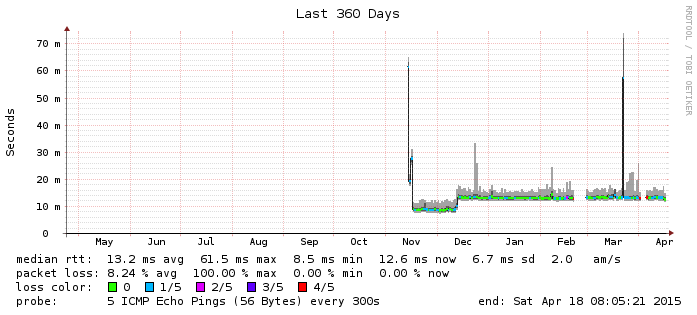 Last 360 Days
RRDTOOL / TOBI OETIKER
Seconds
70 m
60 m
50 m
40 m
30 m
20 m
10 m
0
May Jun Jul Aug Sep Oct Nov Dec Jan Feb Mar Apr
median rtt: 13.2 ms avg 61.5 ms max 8.5 ms min 12.6 ms now 6.7 ms sd 2.0 am/s
packet loss: 8.24 % avg 100.00 % max 0.00 % min 0.00 % now
loss color: 0 1/5 2/5 3/5 4/5
probe: 5 ICMP Echo Pings (56 Bytes) every 300s end: Sat Apr 18 08:05:21 2015